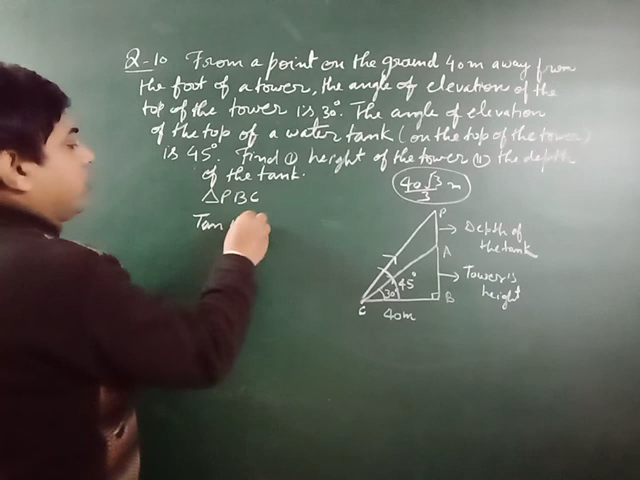 Q-10 From a point on the ground 40m away from
the foot of a tower, the angle of elevation of the
top of the tower is 30°. The angle of elevation
of the top of a water tank (on the top of the tower)
is 45°. Find ① height of the tower ⑪ the depth
of the tank.
40√3/3 m
△PBC
Tan
P
Depth of
the tank
A
45°
30°
Tower's
height
B
C
40m